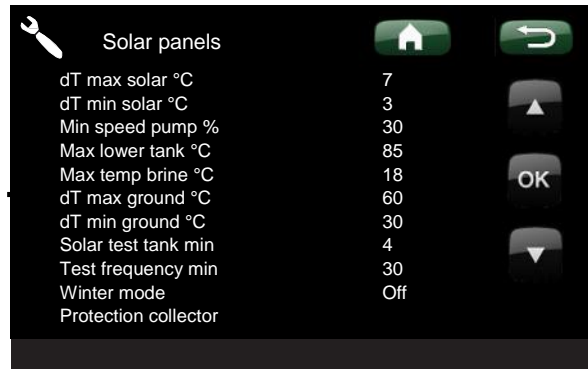 Solar panels
dT max solar °C 7
dT min solar °C 3
Min speed pump % 30
Max lower tank °C 85
Max temp brine °C 18
dT max ground °C 60
dT min ground °C 30
Solar test tank min 4
Test frequency min 30
Winter mode Off
Protection collector
OK